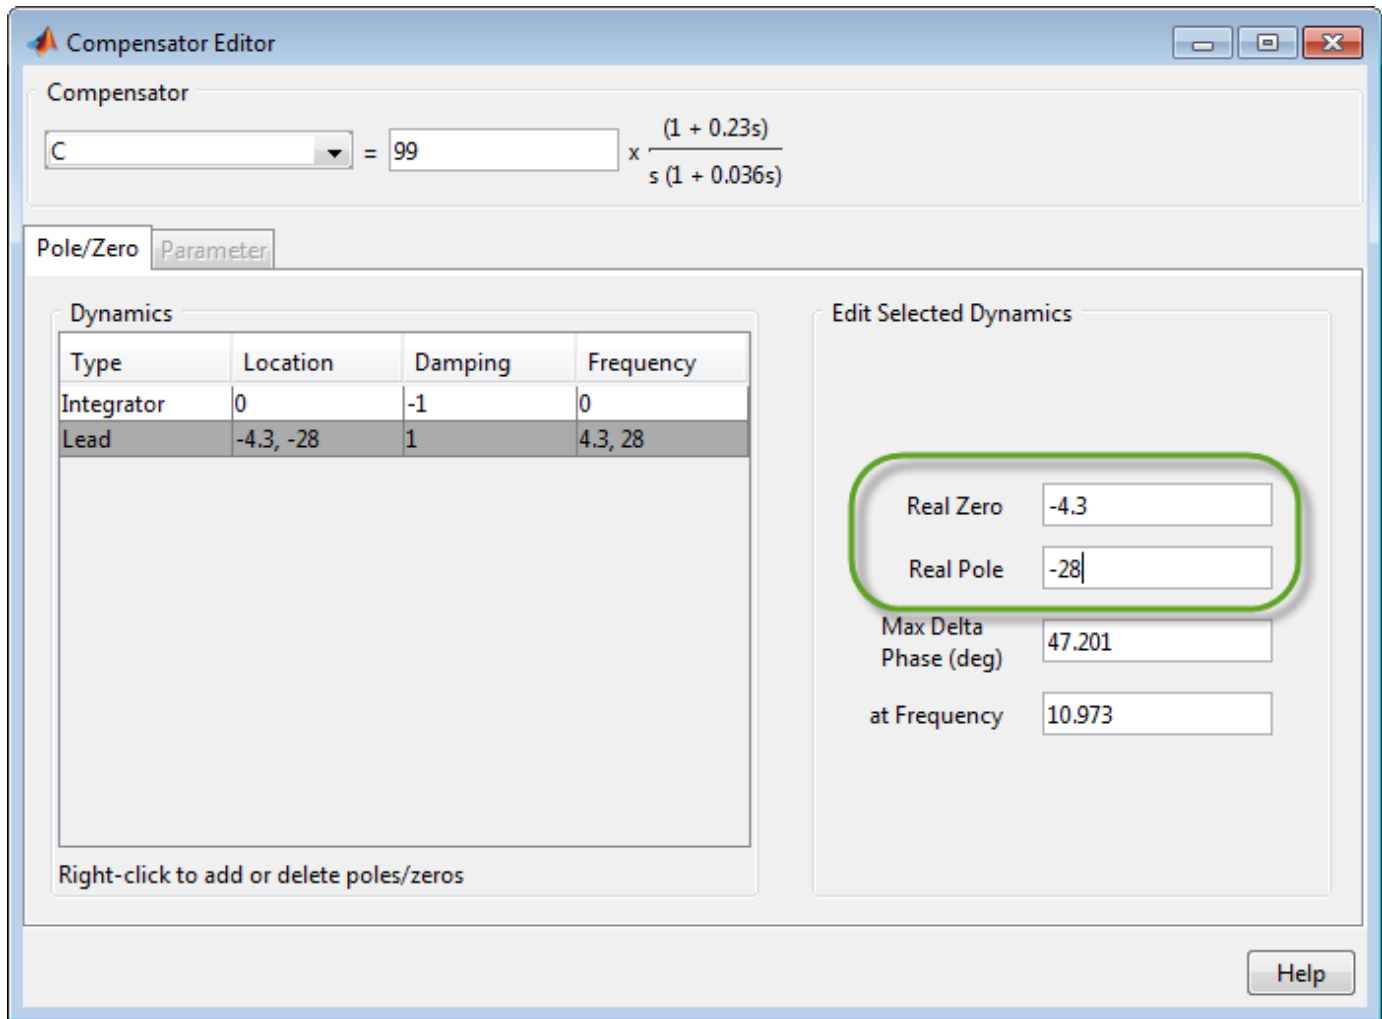 Compensator Editor
Compensator
C = 99 x (1 + 0.23s)
s (1 + 0.036s)
Pole/Zero Parameter
Dynamics
Type Location Damping Frequency
Integrator 0 -1 0
Lead -4.3, -28 1 4.3, 28
Right-click to add or delete poles/zeros
Edit Selected Dynamics
Real Zero -4.3
Real Pole -28
Max Delta
Phase (deg) 47.201
at Frequency 10.973
Help